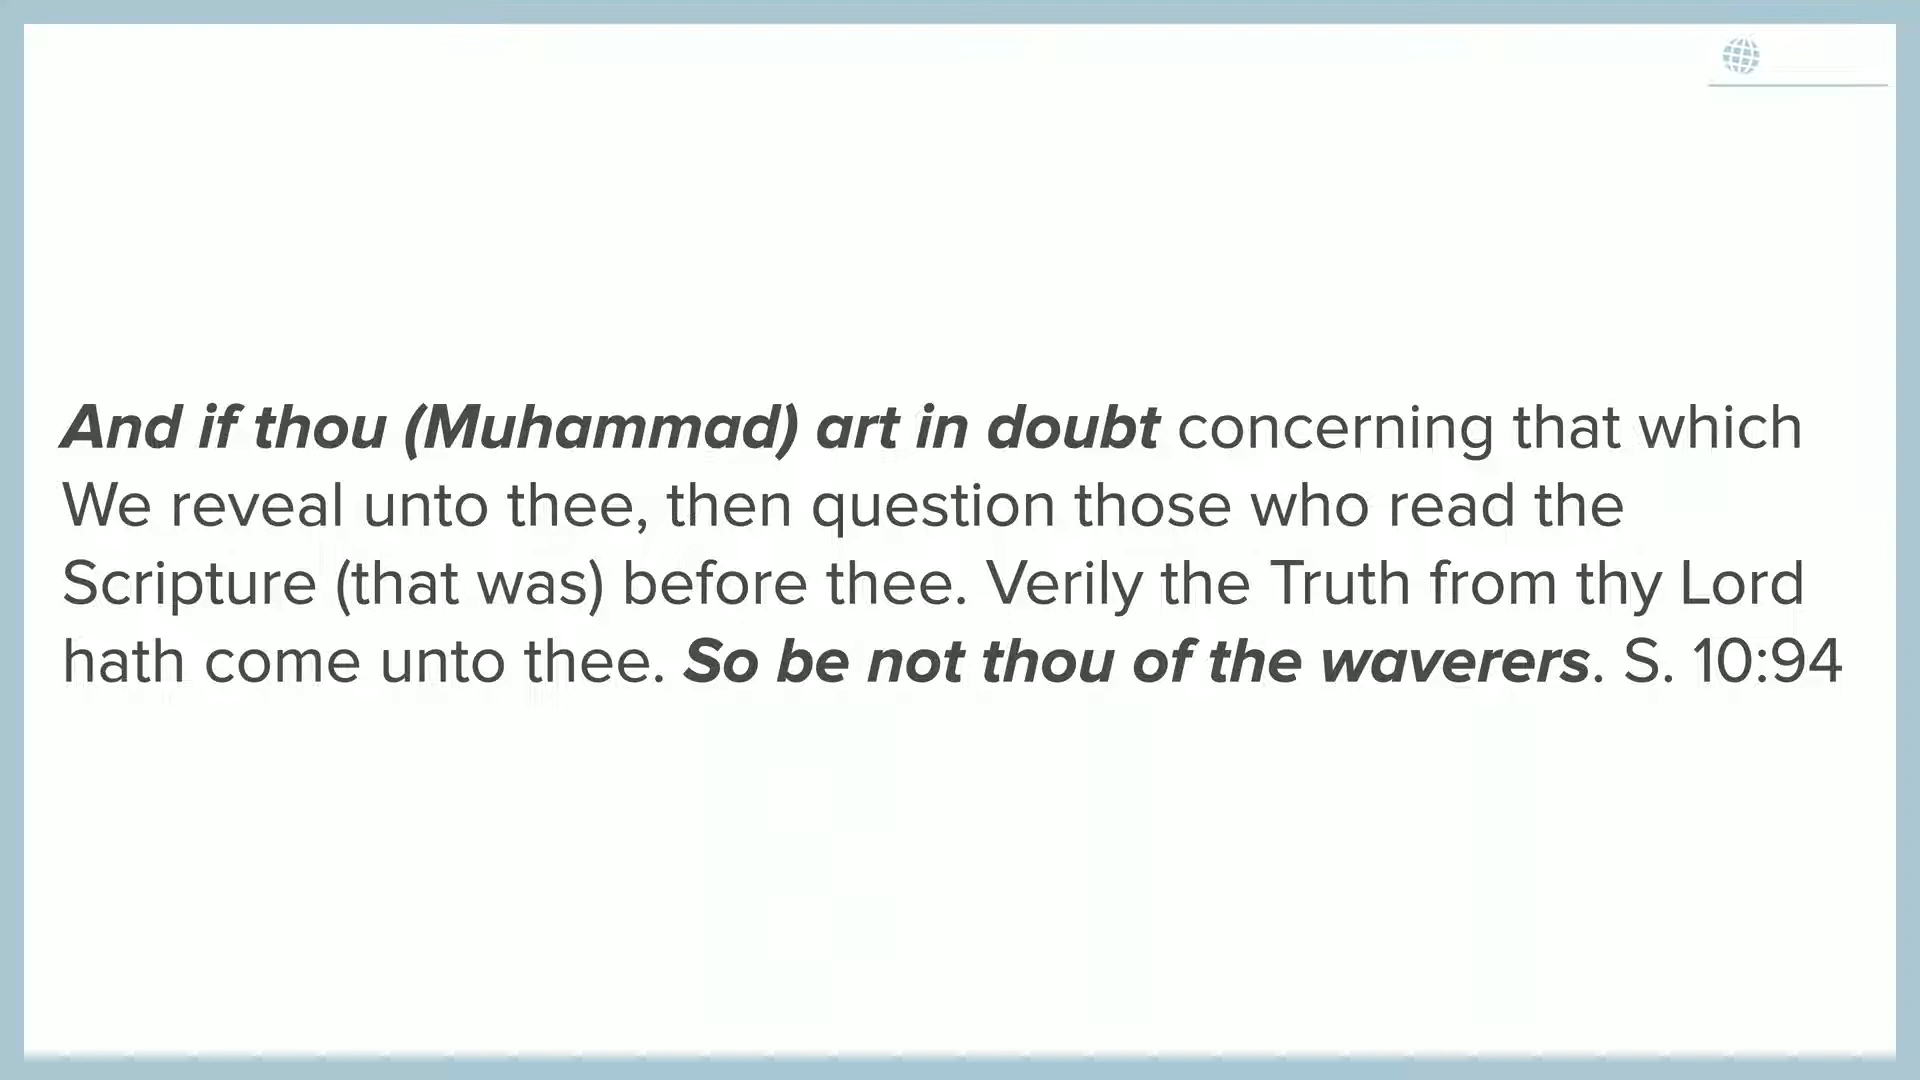 And if thou (Muhammad) art in doubt concerning that which
We reveal unto thee, then question those who read the
Scripture (that was) before thee. Verily the Truth from thy Lord
hath come unto thee. So be not thou of the waverers. S. 10:94